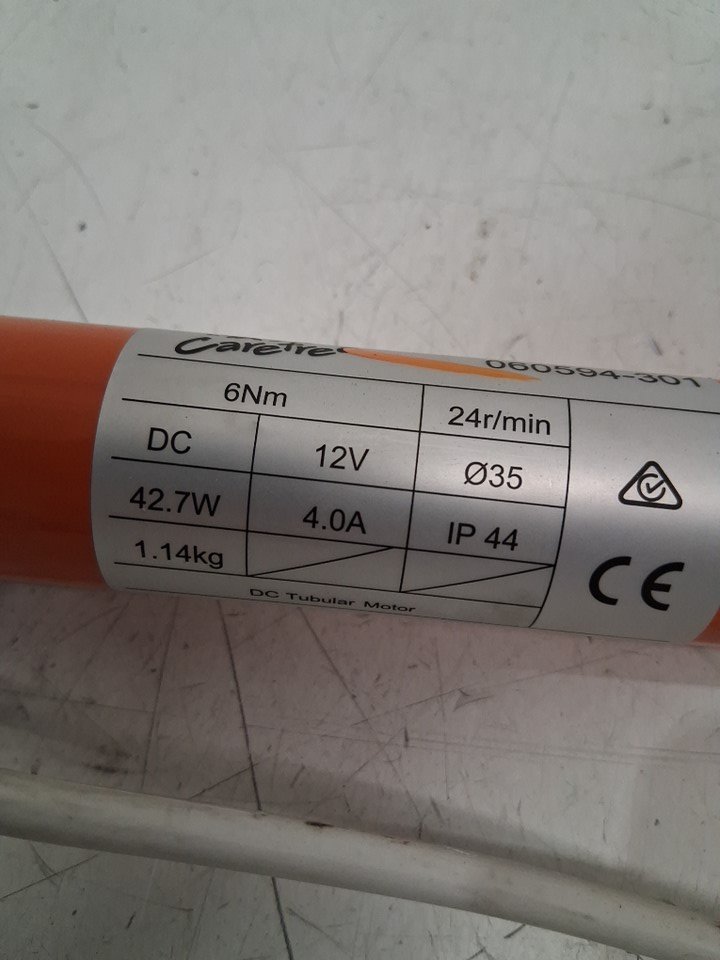 Carefree 060594-301
6Nm 24r/min
DC 12V Ø35
42.7W 4.0A IP 44
1.14kg
DC Tubular Motor
CE